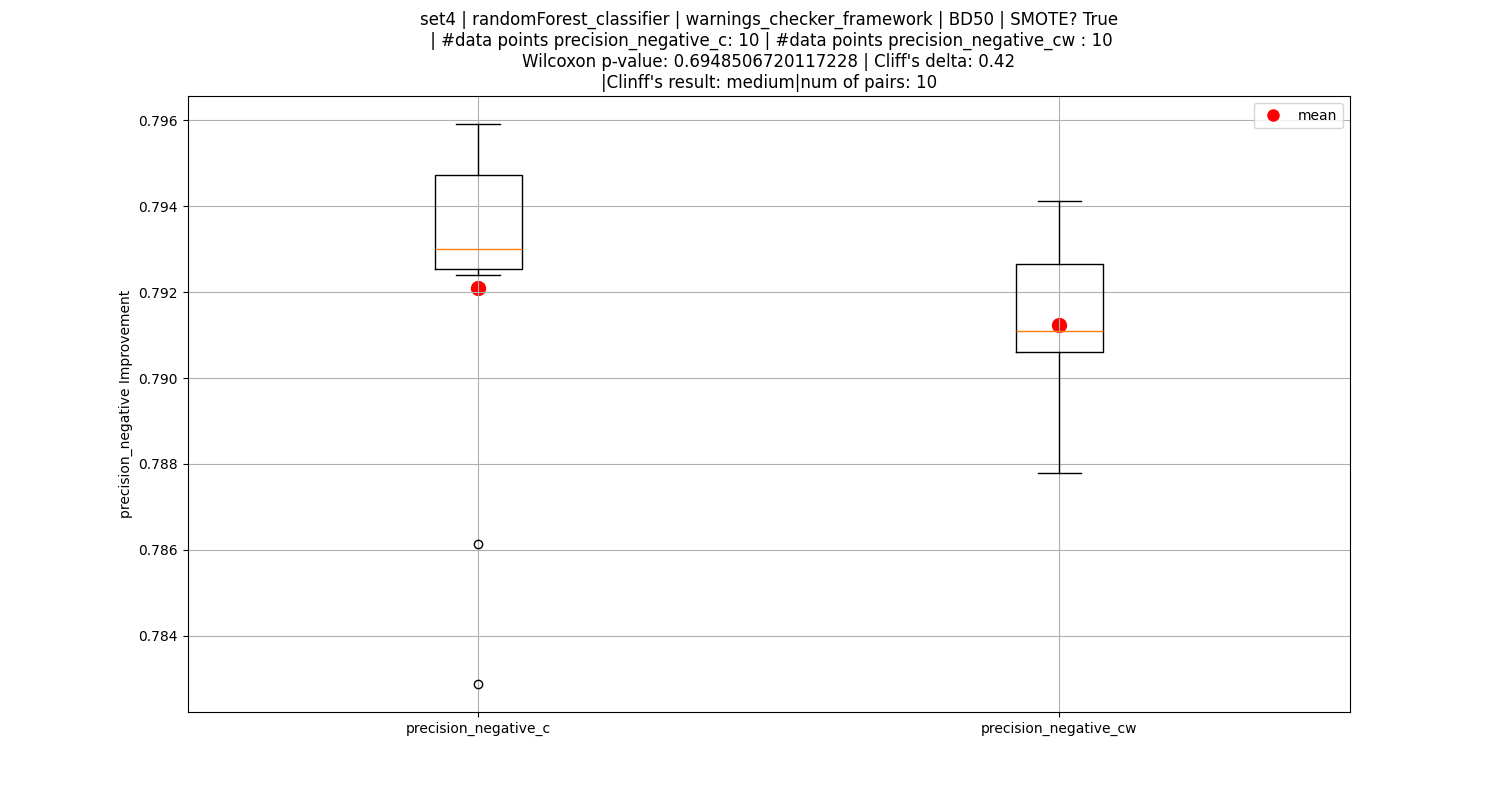 set4 | randomForest_classifier | warnings_checker_framework | BD50 | SMOTE? True
| #data points precision_negative_c: 10 | #data points precision_negative_cw : 10
Wilcoxon p-value: 0.6948506720117228 | Cliff's delta: 0.42
|Clinff's result: medium|num of pairs: 10
mean
0.796
0.794
0.792
0.790
0.788
0.786
0.784
precision_negative Improvement
precision_negative_c
precision_negative_cw